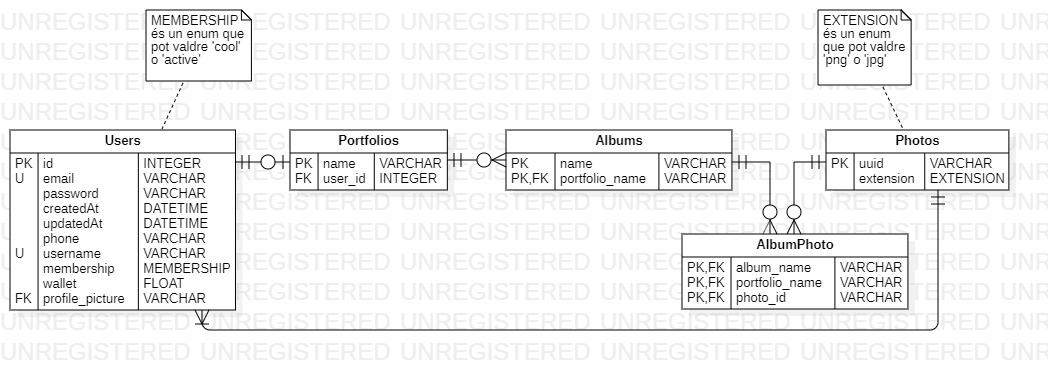 MEMBERSHIP
és un enum que
pot valdre 'cool'
o 'active'
EXTENSION
és un enum
que pot valdre
'png' o 'jpg'
Users
PK id INTEGER
U email VARCHAR
password VARCHAR
createdAt DATETIME
updatedAt DATETIME
phone VARCHAR
U username VARCHAR
membership MEMBERSHIP
wallet FLOAT
FK profile_picture VARCHAR
Portfolios
PK name VARCHAR
FK user_id INTEGER
Albums
PK name VARCHAR
PK,FK portfolio_name VARCHAR
Photos
PK uuid VARCHAR
extension EXTENSION
AlbumPhoto
PK,FK album_name VARCHAR
PK,FK portfolio_name VARCHAR
PK,FK photo_id VARCHAR
UNREGISTERED UNREGISTERED UNREGISTERED UNREGISTERED UNREGISTERED